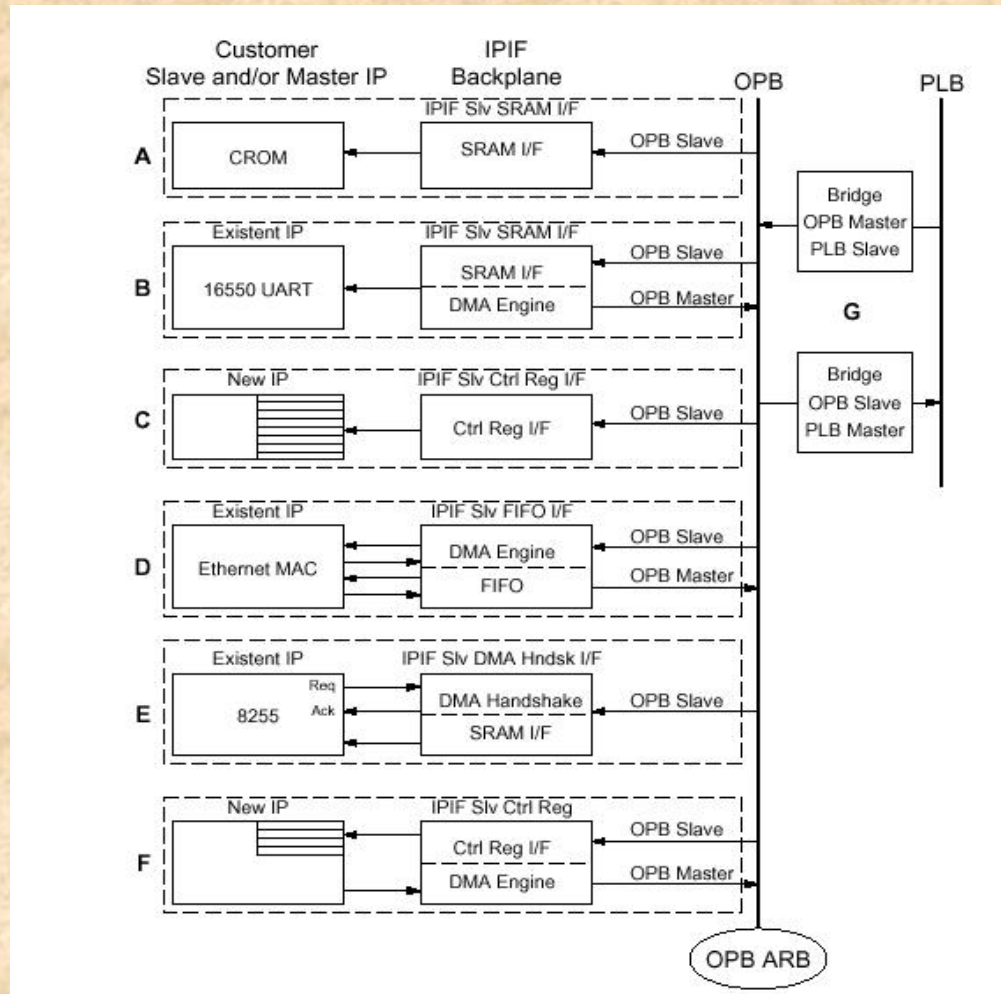 Customer
Slave and/or Master IP
IPIF
Backplane
OPB
PLB
A
CROM
IPIF Slv SRAM I/F
SRAM I/F
OPB Slave
B
Existent IP
16550 UART
IPIF Slv SRAM I/F
SRAM I/F
DMA Engine
OPB Slave
OPB Master
C
New IP
IPIF Slv Ctrl Reg I/F
Ctrl Reg I/F
OPB Slave
D
Existent IP
Ethernet MAC
IPIF Slv FIFO I/F
DMA Engine
FIFO
OPB Slave
OPB Master
E
Existent IP
Req
Ack
8255
IPIF Slv DMA Hndsk I/F
DMA Handshake
SRAM I/F
OPB Slave
F
New IP
IPIF Slv Ctrl Reg
Ctrl Reg I/F
DMA Engine
OPB Slave
OPB Master
Bridge
OPB Master
PLB Slave
G
Bridge
OPB Slave
PLB Master
OPB ARB